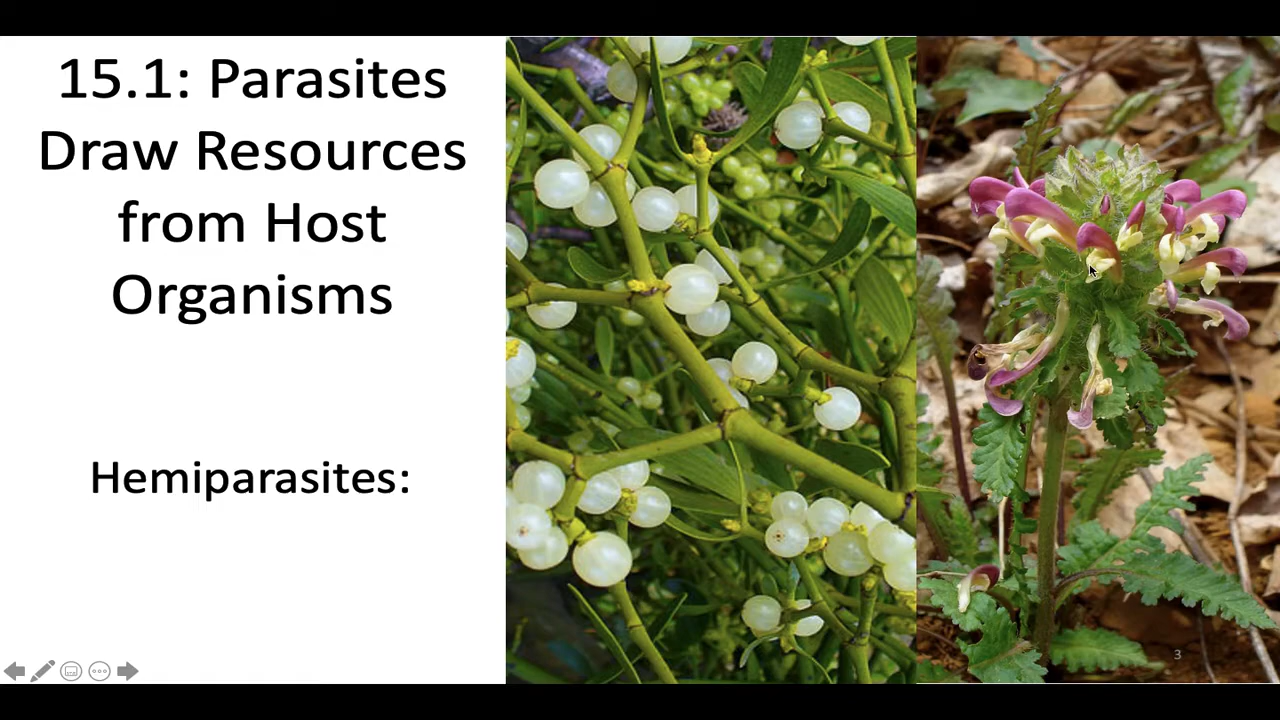 15.1: Parasites
Draw Resources
from Host
Organisms
Hemiparasites:
3